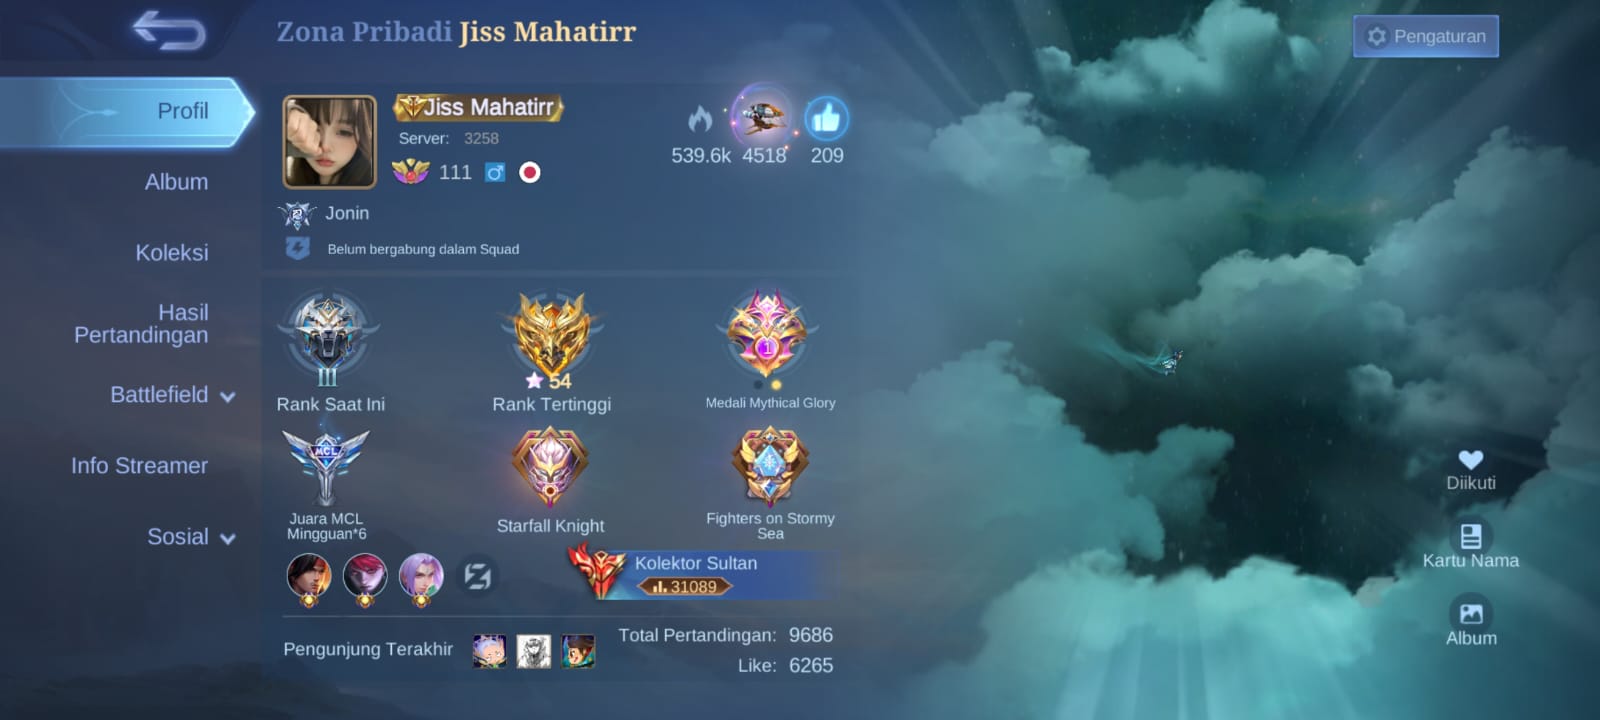 Zona Pribadi Jiss Mahatirr
Pengaturan
Profil
Album
Koleksi
Hasil
Pertandingan
Battlefield
Info Streamer
Sosial
Jiss Mahatirr
Server: 3258
111
539.6k 4518 209
Jonin
Belum bergabung dalam Squad
III
Rank Saat Ini
54
Rank Tertinggi
1
Medali Mythical Glory
MCL
Juara MCL
Mingguan*6
Starfall Knight
Fighters on Stormy
Sea
Kolektor Sultan
31089
Pengunjung Terakhir
Total Pertandingan: 9686
Like: 6265
Diikuti
Kartu Nama
Album